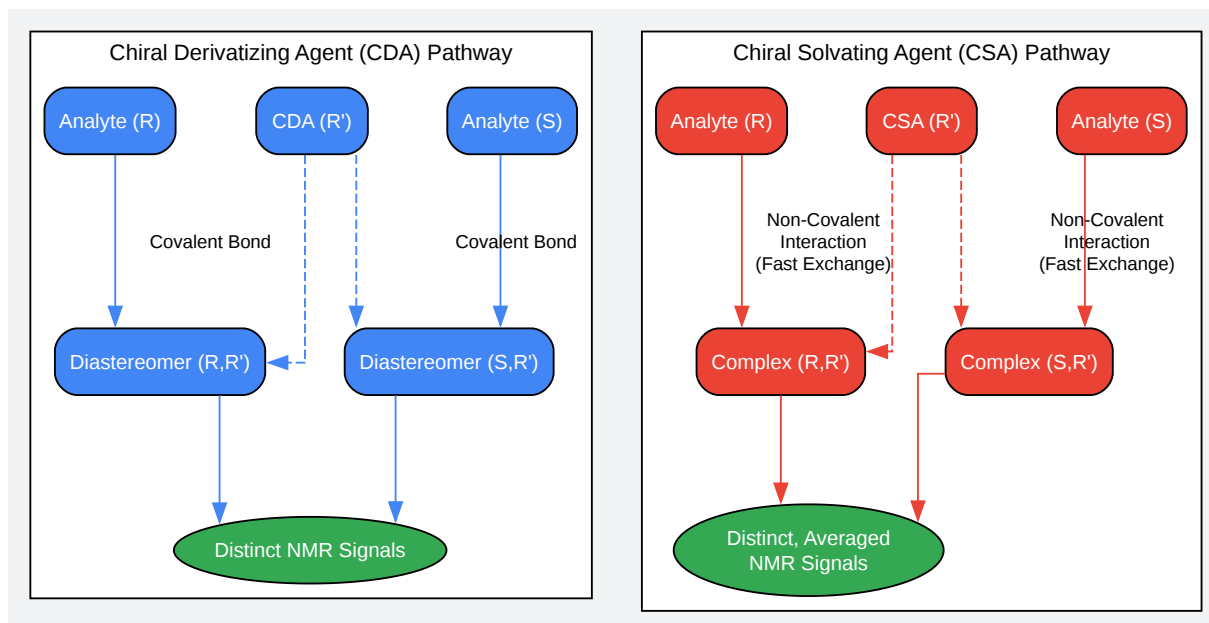 Chiral Derivatizing Agent (CDA) Pathway
Analyte (R)
CDA (R')
Analyte (S)
Covalent Bond
Covalent Bond
Diastereomer (R,R')
Diastereomer (S,R')
Distinct NMR Signals
Chiral Solvating Agent (CSA) Pathway
Analyte (R)
CSA (R')
Analyte (S)
Non-Covalent
Interaction
(Fast Exchange)
Non-Covalent
Interaction
(Fast Exchange)
Complex (R,R')
Complex (S,R')
Distinct, Averaged
NMR Signals